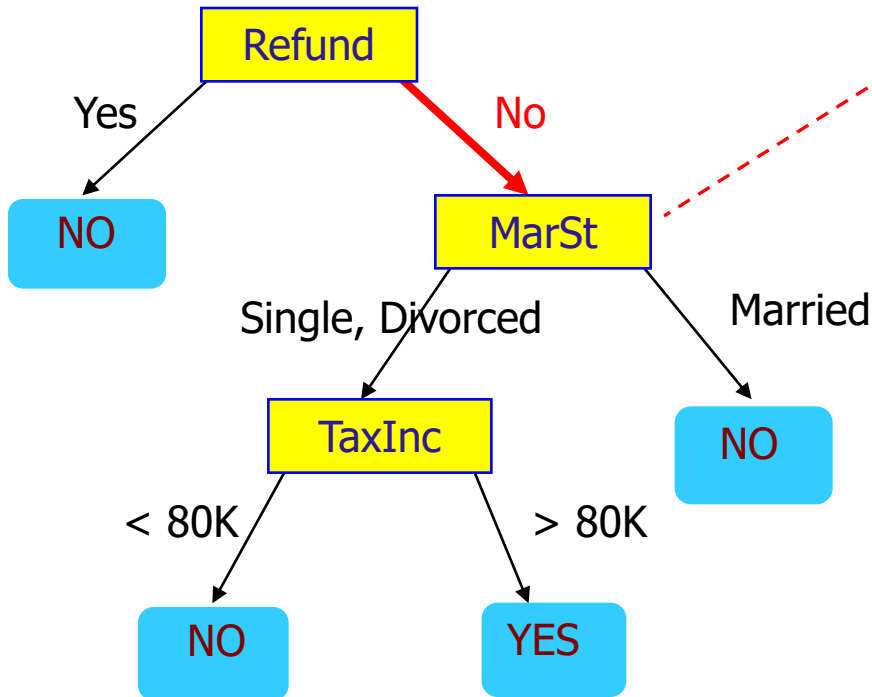 Refund
Yes
No
NO
MarSt
Single, Divorced
Married
TaxInc
NO
< 80K
> 80K
NO
YES